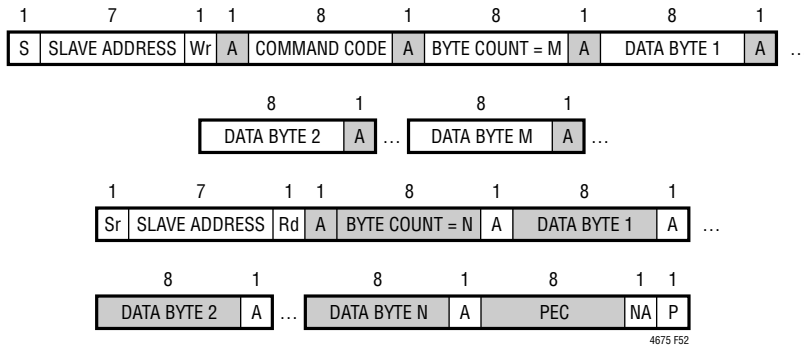 1 7 1 1 8 1 8 1 8 1
S SLAVE ADDRESS Wr A COMMAND CODE A BYTE COUNT = M A DATA BYTE 1 A ...
8 1 8 1
DATA BYTE 2 A ... DATA BYTE M A ...
1 7 1 1 8 1 8 1
Sr SLAVE ADDRESS Rd A BYTE COUNT = N A DATA BYTE 1 A ...
8 1 8 1 8 1 1
DATA BYTE 2 A ... DATA BYTE N A PEC NA P
4675 F52